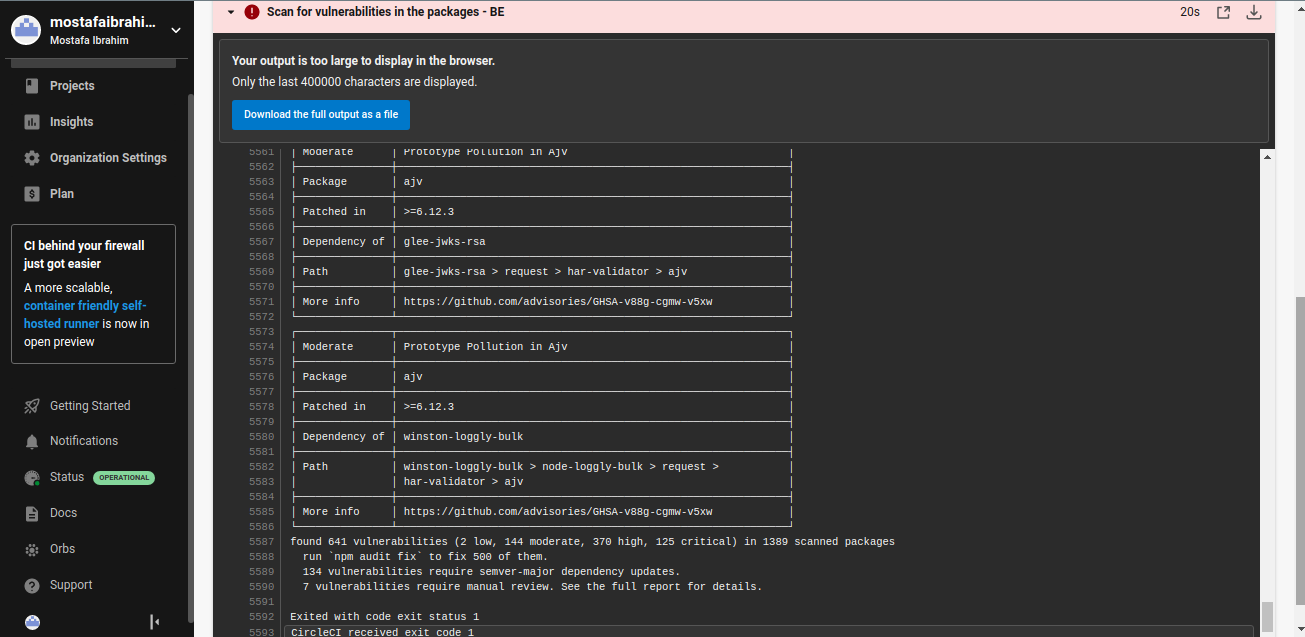 mostafaibrahi...
Mostafa Ibrahim
Projects
Insights
Organization Settings
Plan
CI behind your firewall
just got easier
A more scalable,
container friendly self-
hosted runner is now in
open preview
Getting Started
Notifications
Status OPERATIONAL
Docs
Orbs
Support
Scan for vulnerabilities in the packages - BE
20s
Your output is too large to display in the browser.
Only the last 400000 characters are displayed.
Download the full output as a file
5561 Moderate Prototype Pollution in Ajv
5562
5563 Package ajv
5564
5565 Patched in >=6.12.3
5566
5567 Dependency of glee-jwks-rsa
5568
5569 Path glee-jwks-rsa > request > har-validator > ajv
5570
5571 More info https://github.com/advisories/GHSA-v88g-cgmw-v5xw
5572
5573
5574 Moderate Prototype Pollution in Ajv
5575
5576 Package ajv
5577
5578 Patched in >=6.12.3
5579
5580 Dependency of winston-loggly-bulk
5581
5582 Path winston-loggly-bulk > node-loggly-bulk > request >
5583 har-validator > ajv
5584
5585 More info https://github.com/advisories/GHSA-v88g-cgmw-v5xw
5586
5587 found 641 vulnerabilities (2 low, 144 moderate, 370 high, 125 critical) in 1389 scanned packages
5588 run `npm audit fix` to fix 500 of them.
5589 134 vulnerabilities require semver-major dependency updates.
5590 7 vulnerabilities require manual review. See the full report for details.
5591
5592 Exited with code exit status 1
5593 CircleCI received exit code 1